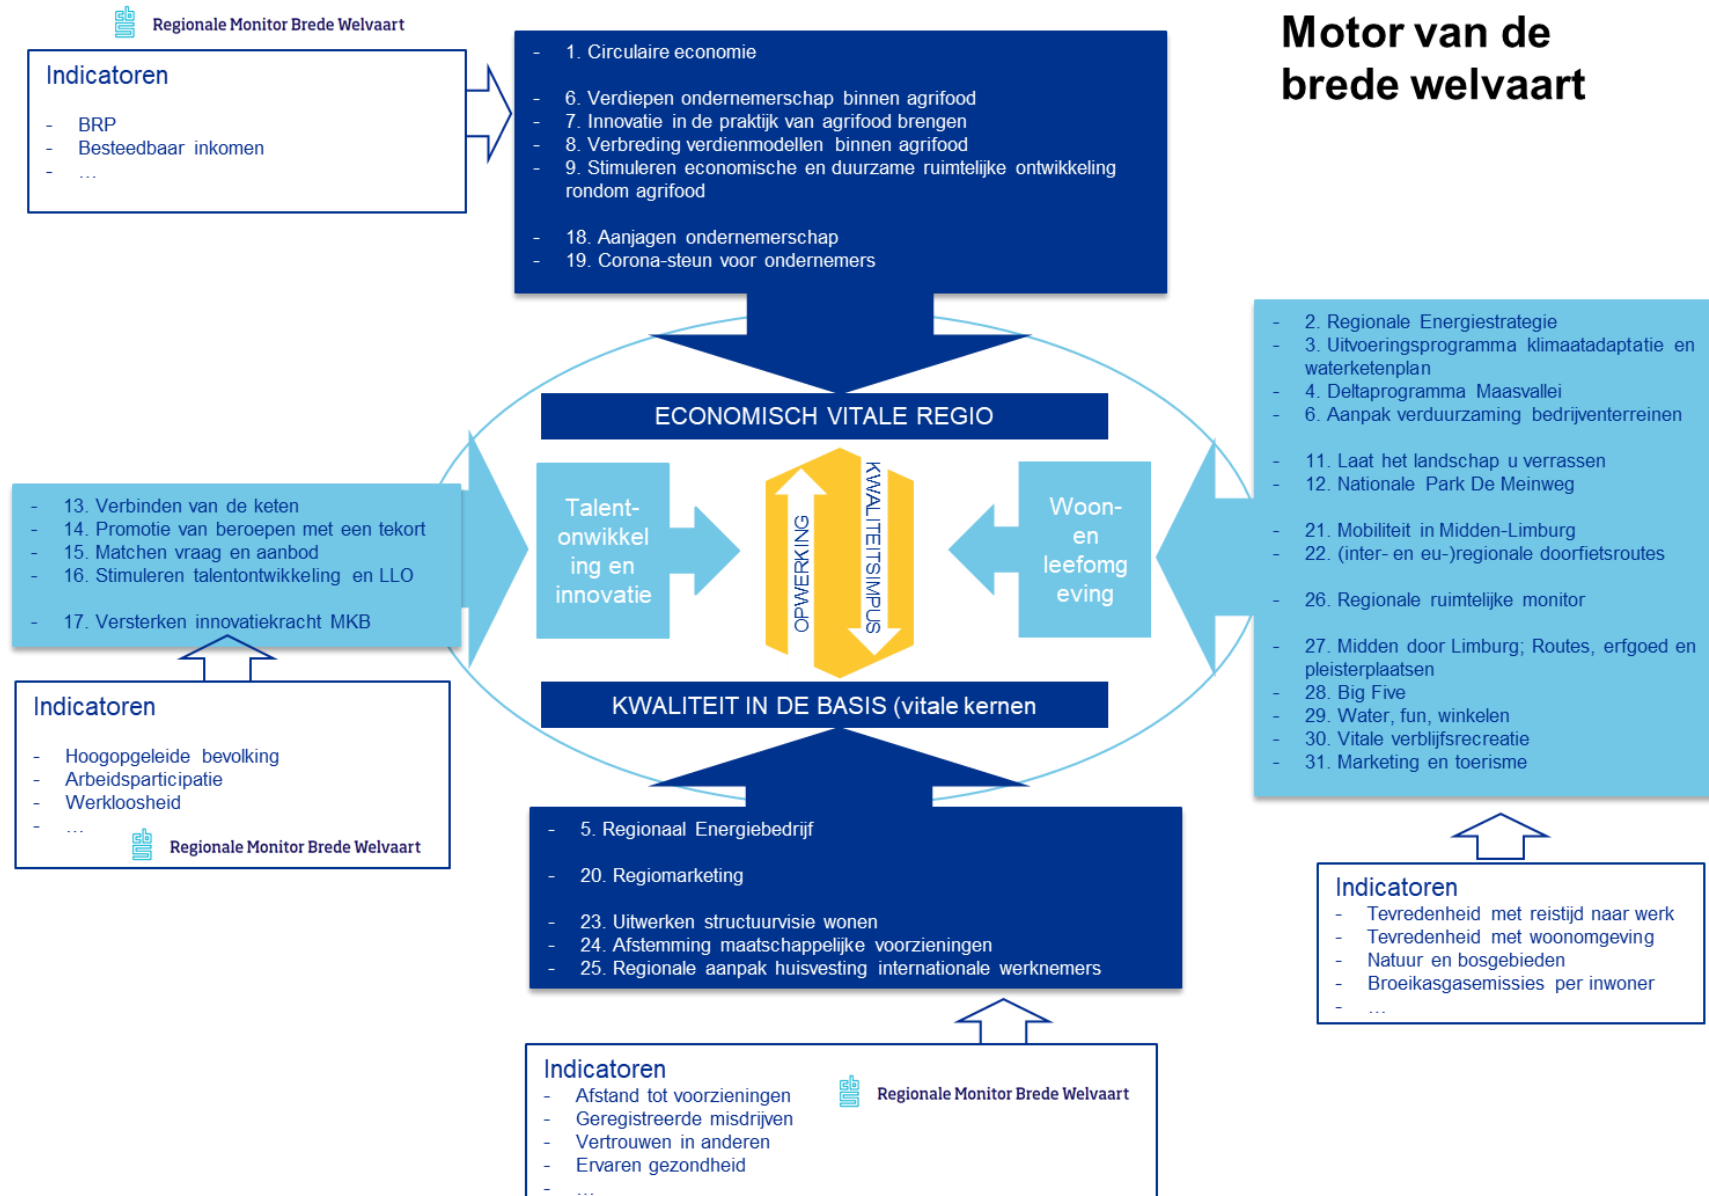 Regionale Monitor Brede Welvaart
Motor van de
brede welvaart
Indicatoren
- BRP
- Besteedbaar inkomen
- ...
- 1. Circulaire economie
- 6. Verdiepen ondernemerschap binnen agrifood
- 7. Innovatie in de praktijk van agrifood brengen
- 8. Verbreding verdienmodellen binnen agrifood
- 9. Stimuleren economische en duurzame ruimtelijke ontwikkeling
rondom agrifood
- 18. Aanjagen ondernemerschap
- 19. Corona-steun voor ondernemers
- 2. Regionale Energiestrategie
- 3. Uitvoeringsprogramma klimaatadaptatie en
waterketenplan
- 4. Deltaprogramma Maasvallei
- 6. Aanpak verduurzaming bedrijventerreinen
- 11. Laat het landschap u verrassen
- 12. Nationale Park De Meinweg
- 21. Mobiliteit in Midden-Limburg
- 22. (inter- en eu-)regionale doorfietsroutes
- 26. Regionale ruimtelijke monitor
- 27. Midden door Limburg; Routes, erfgoed en
pleisterplaatsen
- 28. Big Five
- 29. Water, fun, winkelen
- 30. Vitale verblijfsrecreatie
- 31. Marketing en toerisme
ECONOMISCH VITALE REGIO
- 13. Verbinden van de keten
- 14. Promotie van beroepen met een tekort
- 15. Matchen vraag en aanbod
- 16. Stimuleren talentontwikkeling en LLO
- 17. Versterken innovatiekracht MKB
Talent-
onwikkel
ing en
innovatie
OPWERKING
KWALITEITSIMPUS
Woon-
en
leefomg
eving
KWALITEIT IN DE BASIS (vitale kernen
Indicatoren
- Hoogopgeleide bevolking
- Arbeidsparticipatie
- Werkloosheid
- ...
Regionale Monitor Brede Welvaart
- 5. Regionaal Energiebedrijf
- 20. Regiomarketing
- 23. Uitwerken structuurvisie wonen
- 24. Afstemming maatschappelijke voorzieningen
- 25. Regionale aanpak huisvesting internationale werknemers
Indicatoren
- Tevredenheid met reistijd naar werk
- Tevredenheid met woonomgeving
- Natuur en bosgebieden
- Broeikasgasemissies per inwoner
- ...
Indicatoren
- Afstand tot voorzieningen
- Geregistreerde misdrijven
- Vertrouwen in anderen
- Ervaren gezondheid
- ...
Regionale Monitor Brede Welvaart